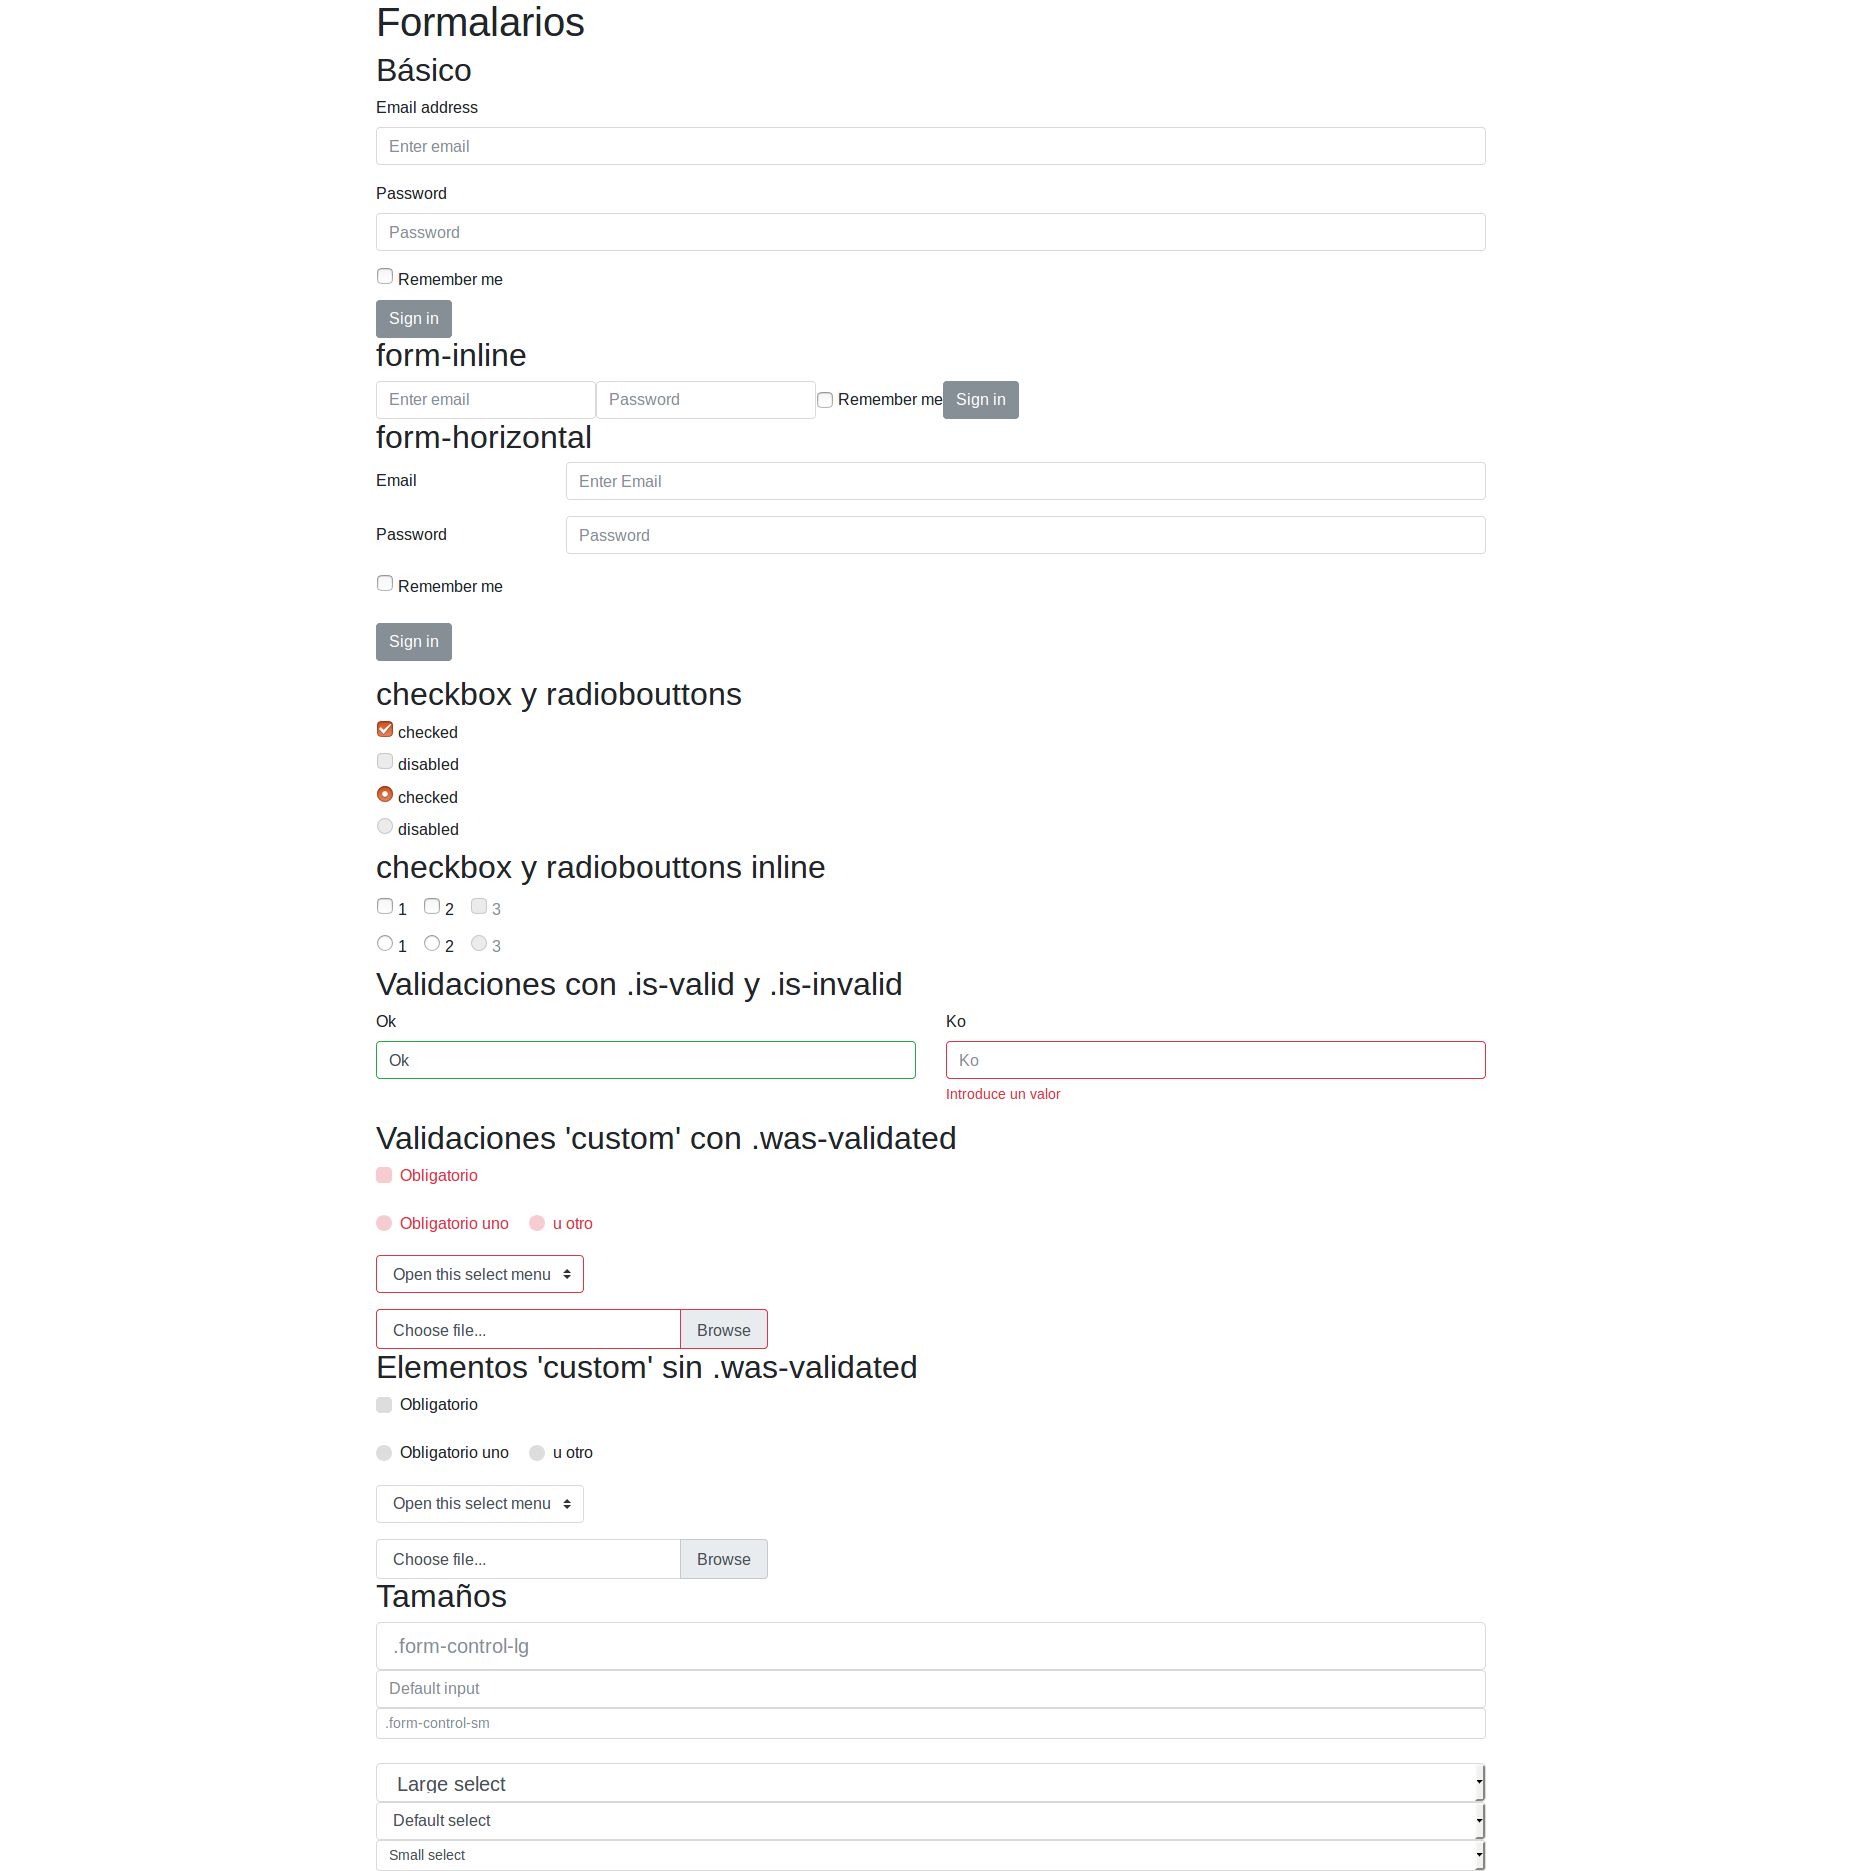 Formalarios
Básico
Email address
Enter email
Password
Password
Remember me
Sign in
form-inline
Enter email Password Remember me Sign in
form-horizontal
Email Enter Email
Password Password
Remember me
Sign in
checkbox y radiobouttons
checked
disabled
checked
disabled
checkbox y radiobouttons inline
1 2 3
1 2 3
Validaciones con .is-valid y .is-invalid
Ok Ko
Ok Ko
Introduce un valor
Validaciones 'custom' con .was-validated
Obligatorio
Obligatorio uno u otro
Open this select menu
Choose file... Browse
Elementos 'custom' sin .was-validated
Obligatorio
Obligatorio uno u otro
Open this select menu
Choose file... Browse
Tamaños
.form-control-lg
Default input
.form-control-sm
Large select
Default select
Small select